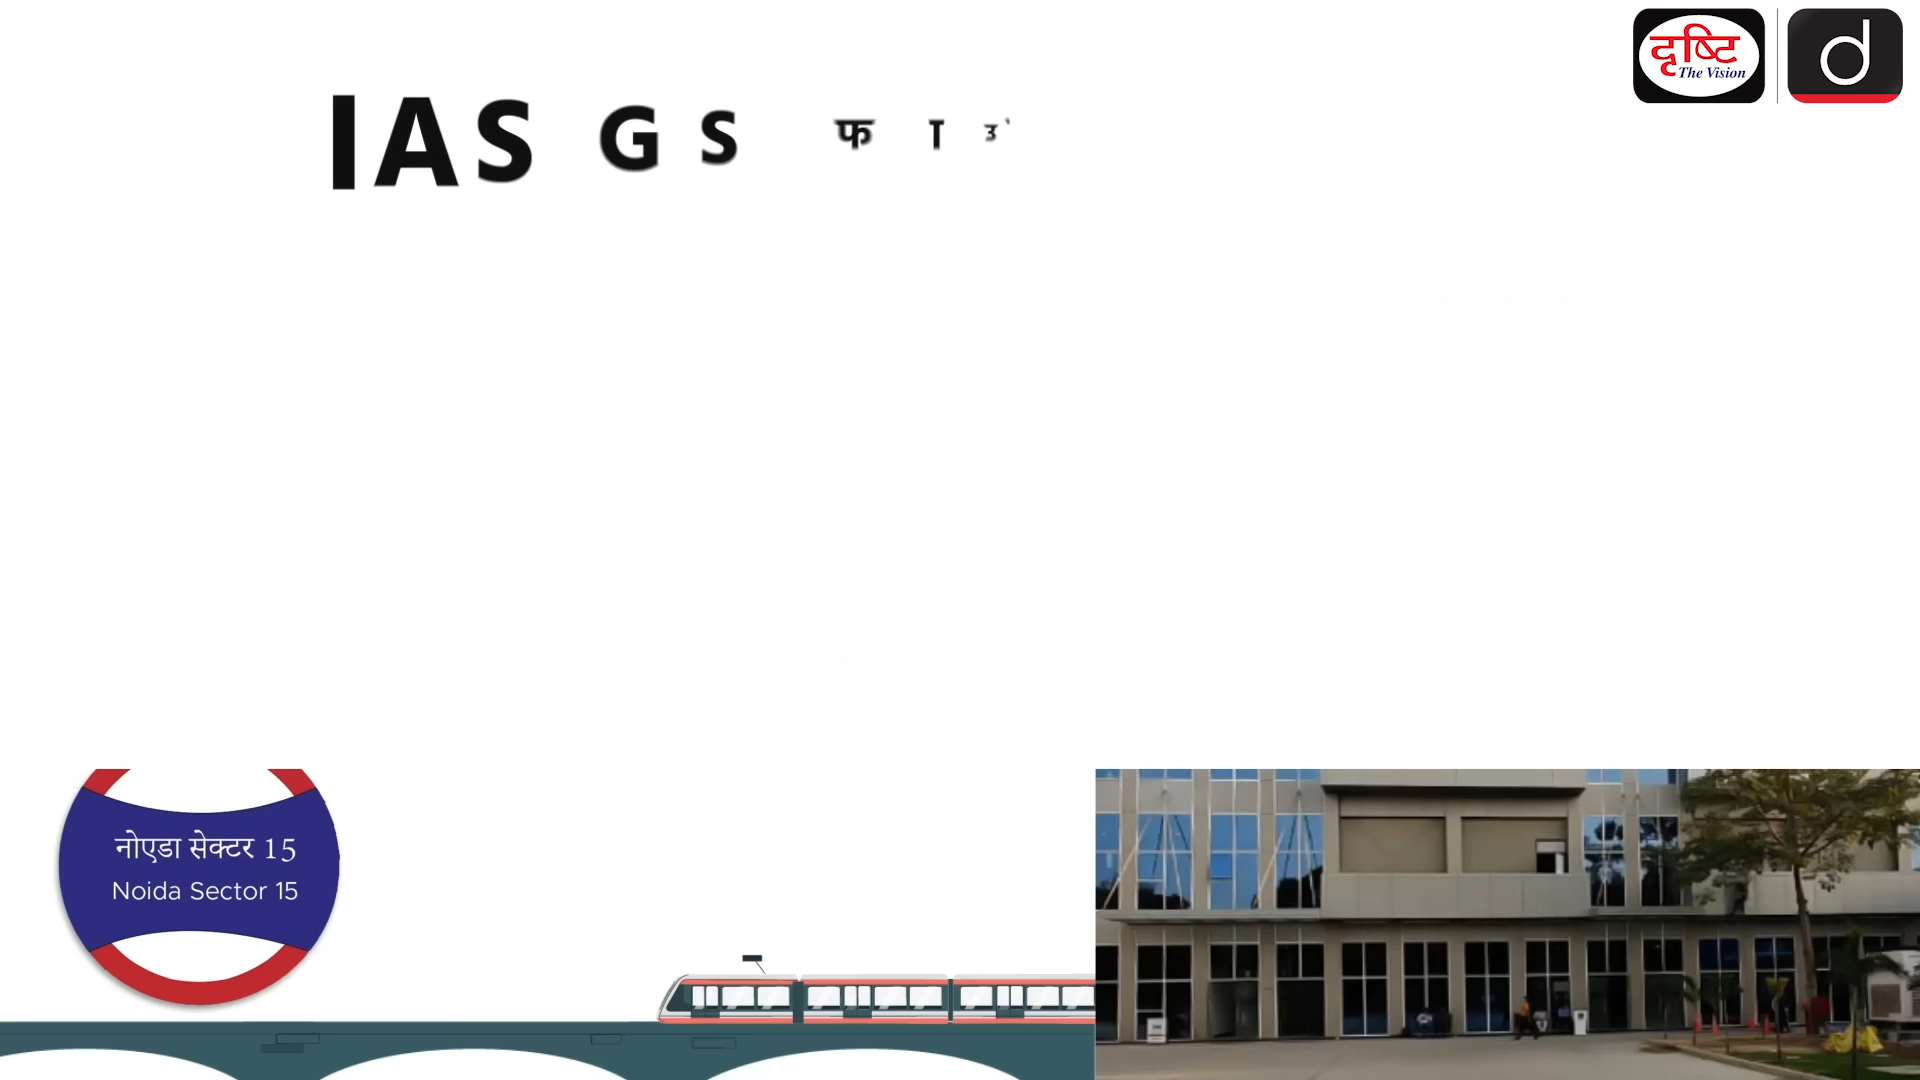 दृष्टि
The Vision
d
IAS GS
नोएडा सेक्टर 15
Noida Sector 15